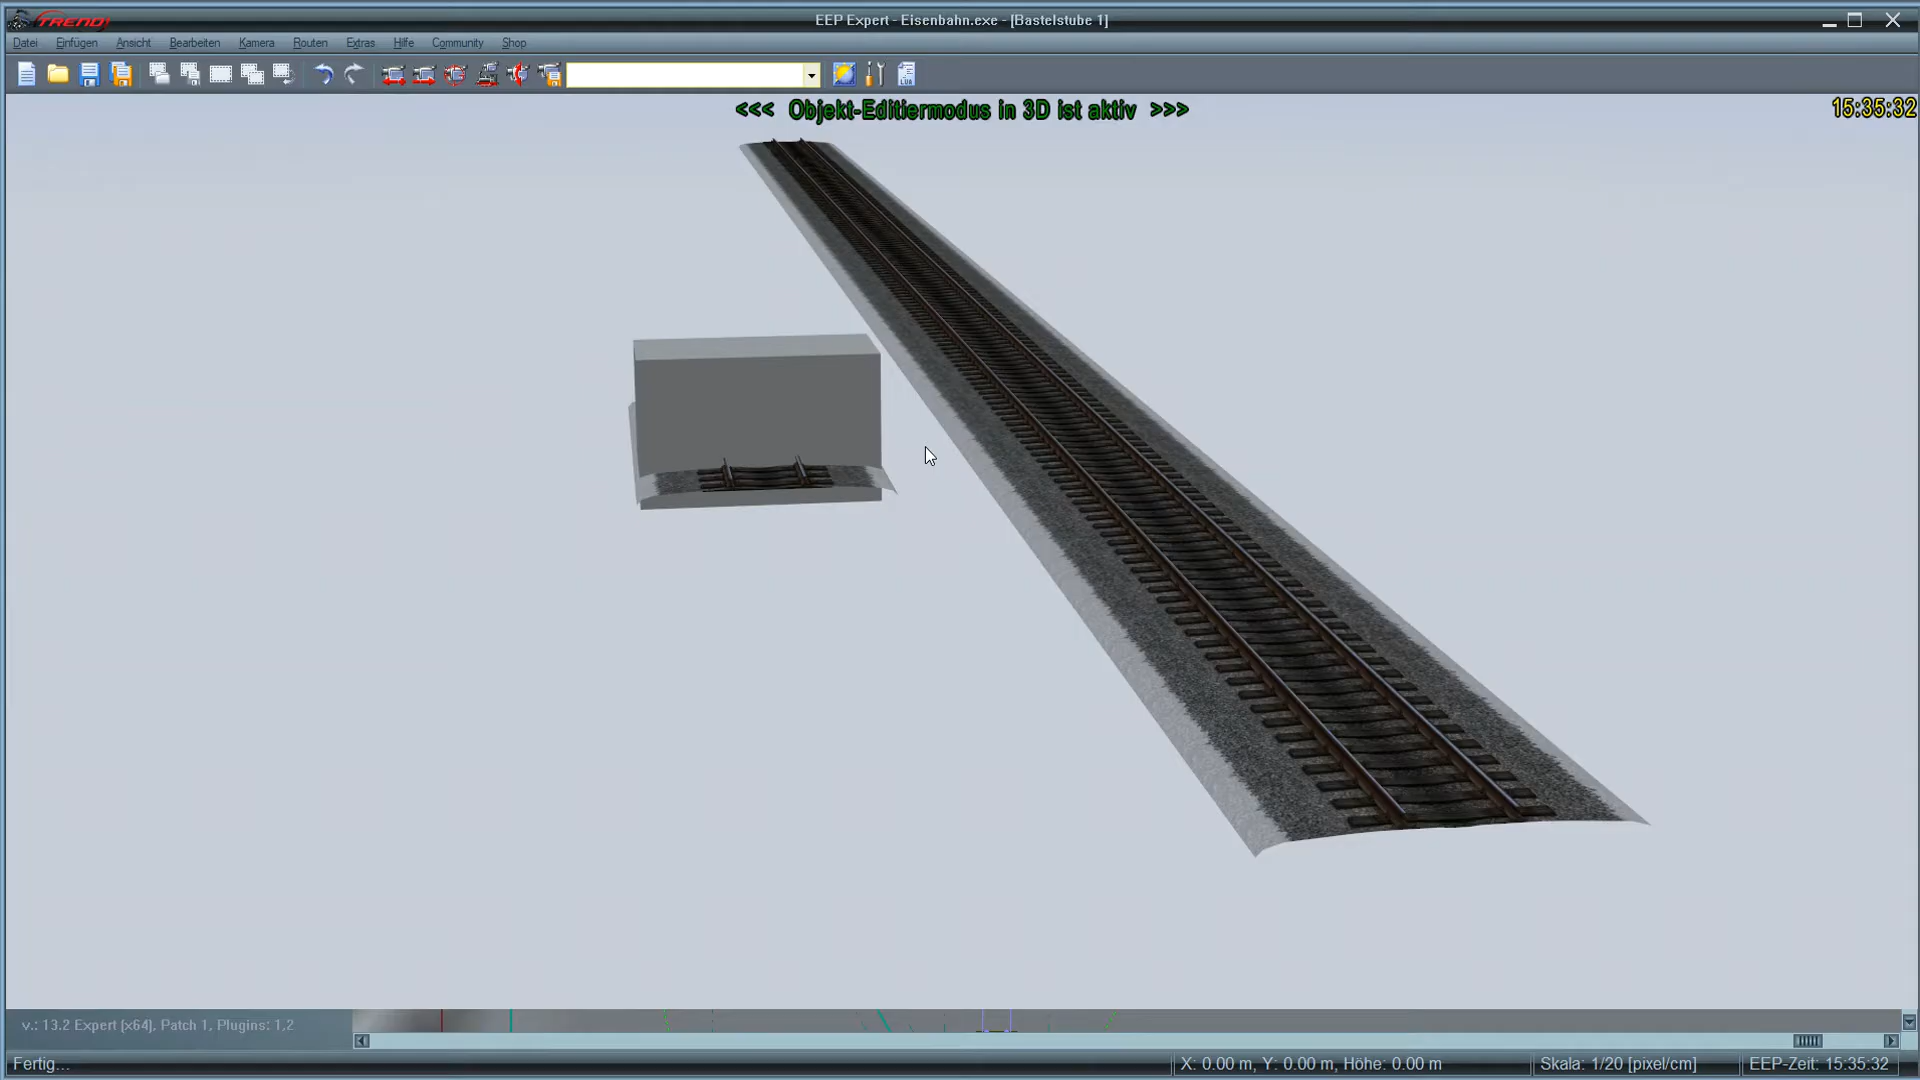 TREND
EEP Expert - Eisenbahn.exe - [Bastelstube 1]
Datei Einfügen Ansicht Bearbeiten Kamera Routen Extras Hilfe Community Shop
LUA
<<< Objekt-Editiermodus in 3D ist aktiv >>>
15:35:32
v.: 13.2 Expert (x64), Patch 1, Plugins: 1,2
Fertig...
X: 0.00 m, Y: 0.00 m, Höhe: 0.00 m
Skala: 1/20 [pixel/cm]
EEP-Zeit: 15:35:32